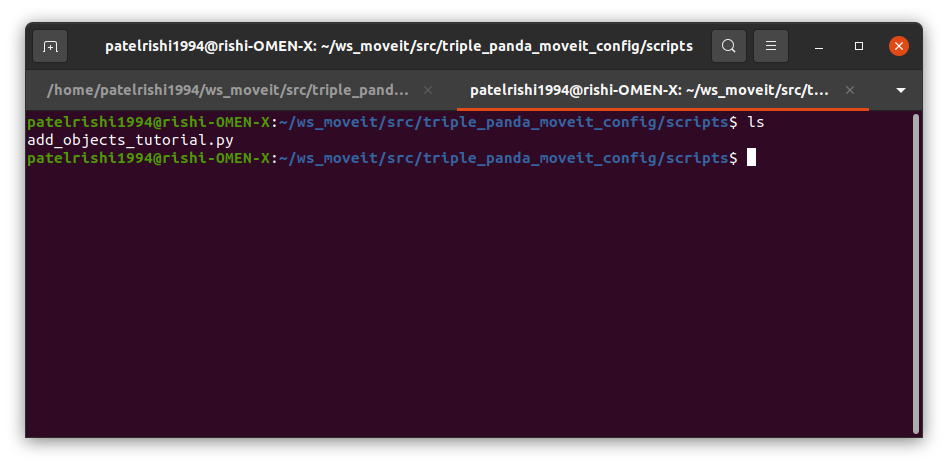 patelrishi1994@rishi-OMEN-X: ~/ws_moveit/src/triple_panda_moveit_config/scripts
/home/patelrishi1994/ws_moveit/src/triple_pand...
patelrishi1994@rishi-OMEN-X: ~/ws_moveit/src/t...
patelrishi1994@rishi-OMEN-X:~/ws_moveit/src/triple_panda_moveit_config/scripts$ ls
add_objects_tutorial.py
patelrishi1994@rishi-OMEN-X:~/ws_moveit/src/triple_panda_moveit_config/scripts$